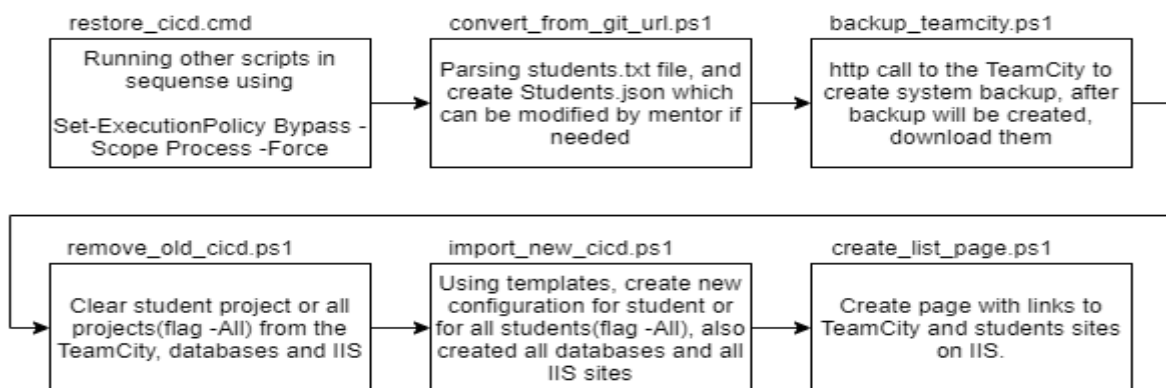 restore_cicd.cmd
Running other scripts in
sequense using
Set-ExecutionPolicy Bypass -
Scope Process -Force
convert_from_git_url.ps1
Parsing students.txt file, and
create Students.json which
can be modified by mentor if
needed
backup_teamcity.ps1
http call to the TeamCity to
create system backup, after
backup will be created,
download them
remove_old_cicd.ps1
Clear student project or all
projects(flag -All) from the
TeamCity, databases and IIS
import_new_cicd.ps1
Using templates, create new
configuration for student or
for all students(flag -All), also
created all databases and all
IIS sites
create_list_page.ps1
Create page with links to
TeamCity and students sites
on IIS.